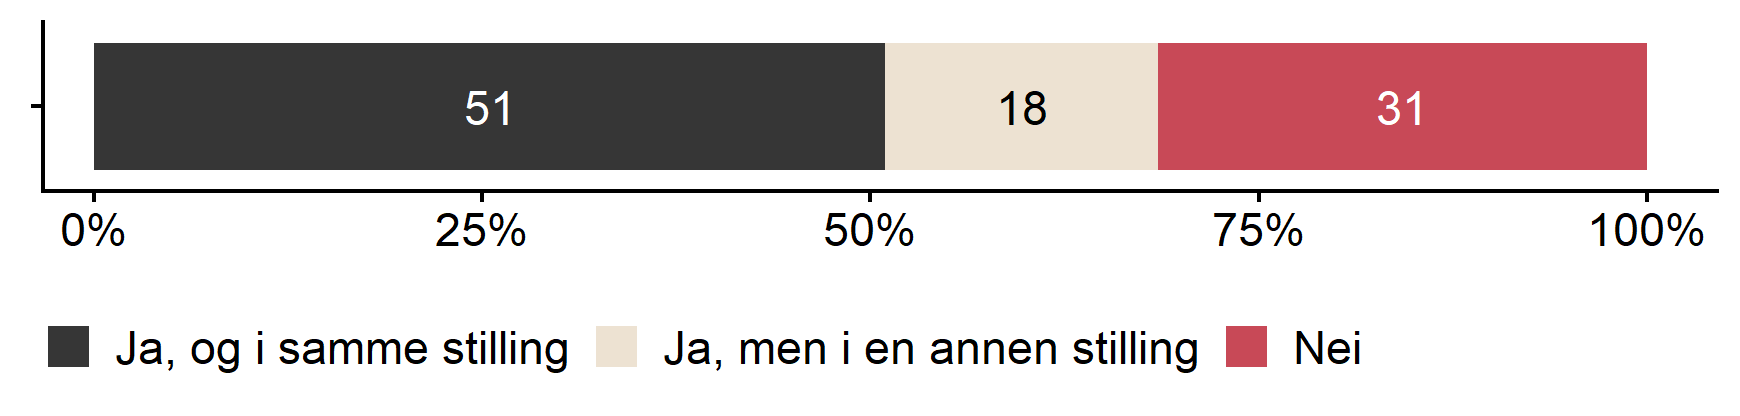 51 18 31
0% 25% 50% 75% 100%
Ja, og i samme stilling Ja, men i en annen stilling Nei